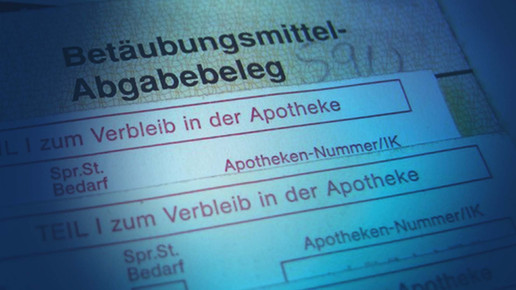 Betäubungsmittel-
Abgabebeleg
TEIL I zum Verbleib in der Apotheke
Spr.St.
Bedarf
Apotheken-Nummer/IK
TEIL I zum Verbleib in der Apotheke
Spr.St.
Bedarf
Apotheken-Nummer/IK